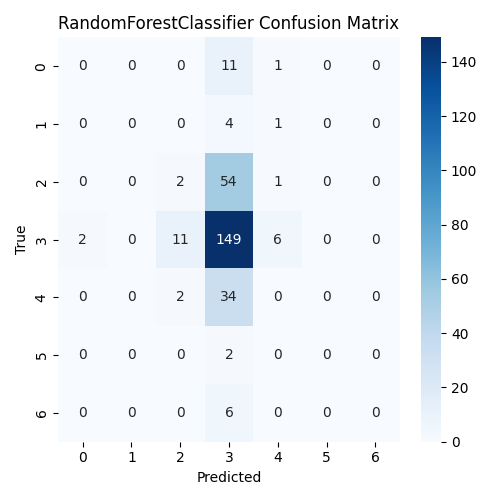 RandomForestClassifier Confusion Matrix
0 0 0 0 11 1 0 0
1 0 0 0 4 1 0 0
2 0 0 2 54 1 0 0
3 2 0 11 149 6 0 0
4 0 0 2 34 0 0 0
5 0 0 0 2 0 0 0
6 0 0 0 6 0 0 0
0 1 2 3 4 5 6
True
Predicted
140
120
100
80
60
40
20
0